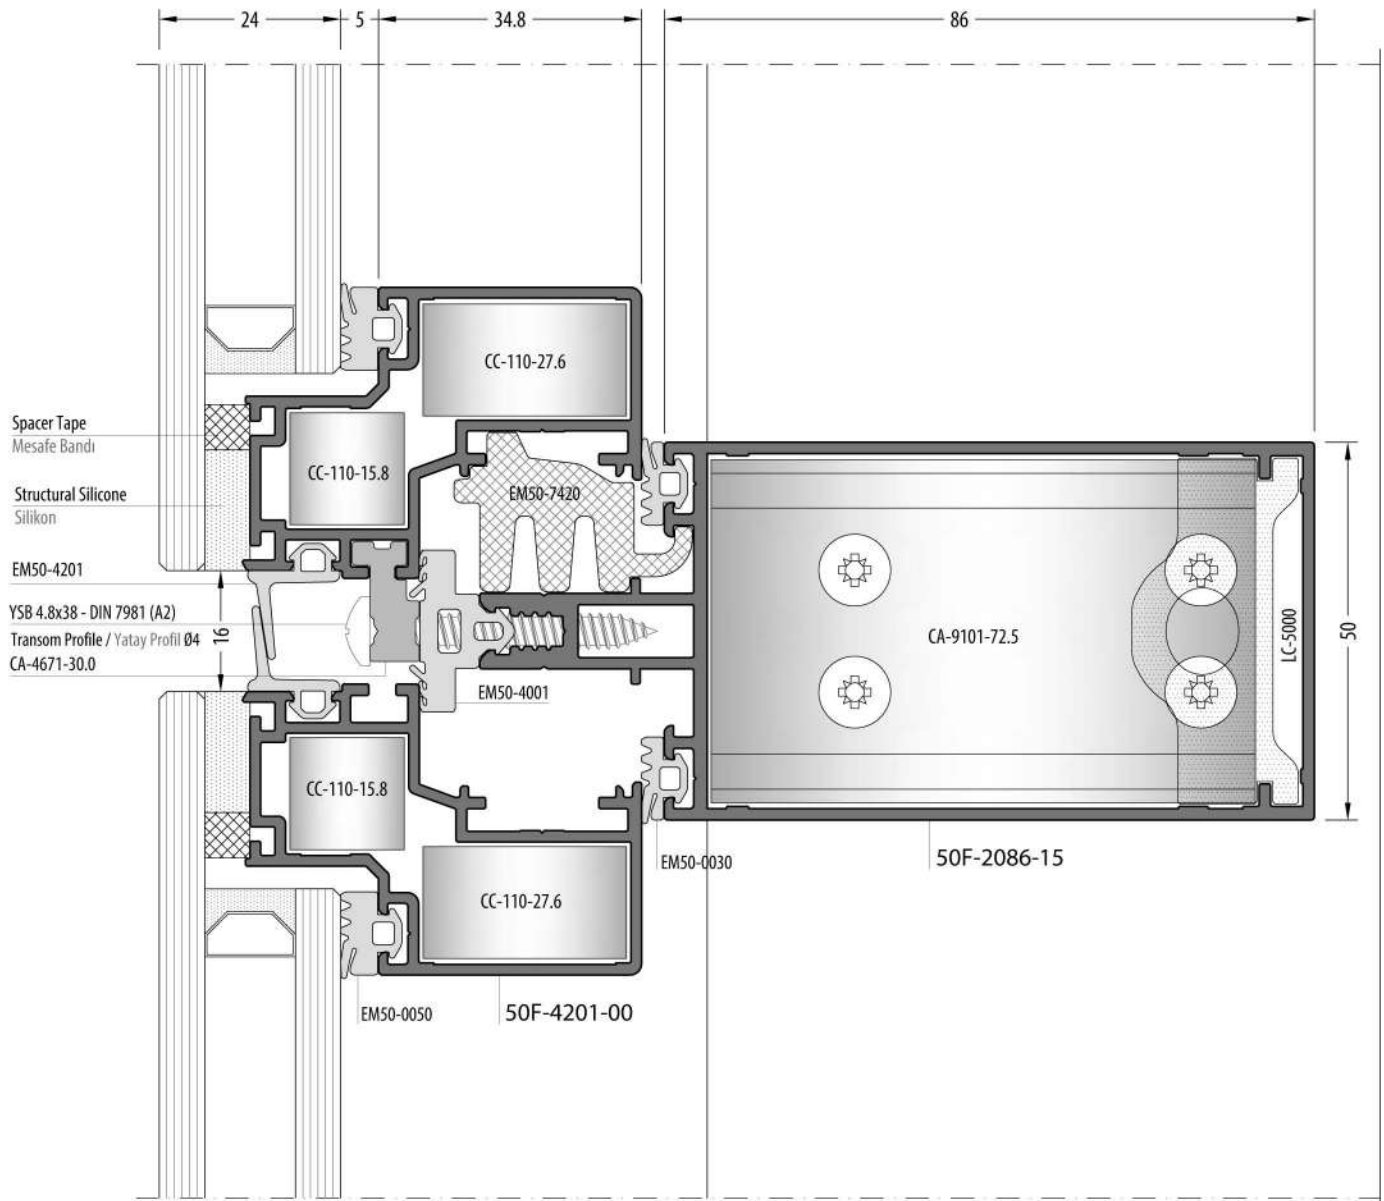 24
5
34.8
86
CC-110-27.6
Spacer Tape
Mesafe Bandı
CC-110-15.8
Structural Silicone
Silikon
EM50-7420
EM50-4201
YSB 4.8x38 - DIN 7981 (A2)
Transom Profile / Yatay Profil Ø4
CA-4671-30.0
16
CA-9101-72.5
LC-5000
50
EM50-4001
CC-110-15.8
EM50-0030
50F-2086-15
CC-110-27.6
EM50-0050
50F-4201-00